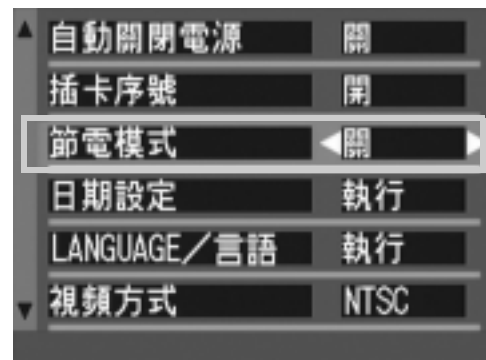 自動關閉電源 關
插卡序號 開
節電模式 關
日期設定 執行
LANGUAGE／言語 執行
視頻方式 NTSC